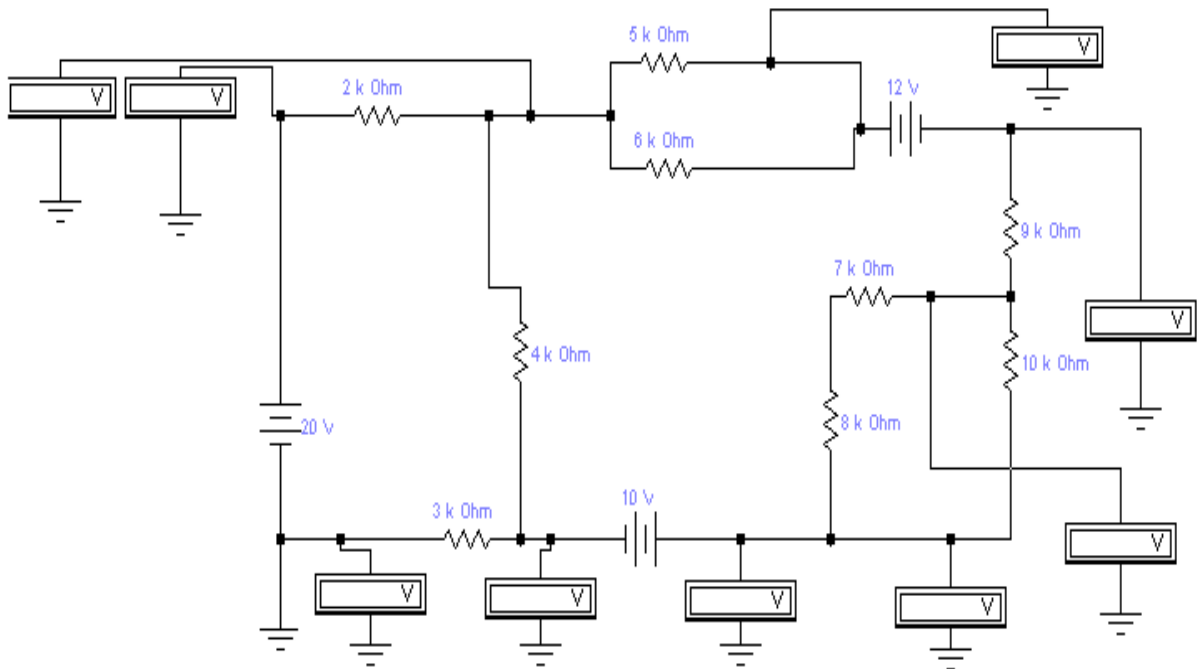 5 k Ohm
V
2 k Ohm
12 V
V
V
6 k Ohm
9 k Ohm
7 k Ohm
V
4 k Ohm
10 k Ohm
20 V
8 k Ohm
10 V
3 k Ohm
V
V
V
V
V